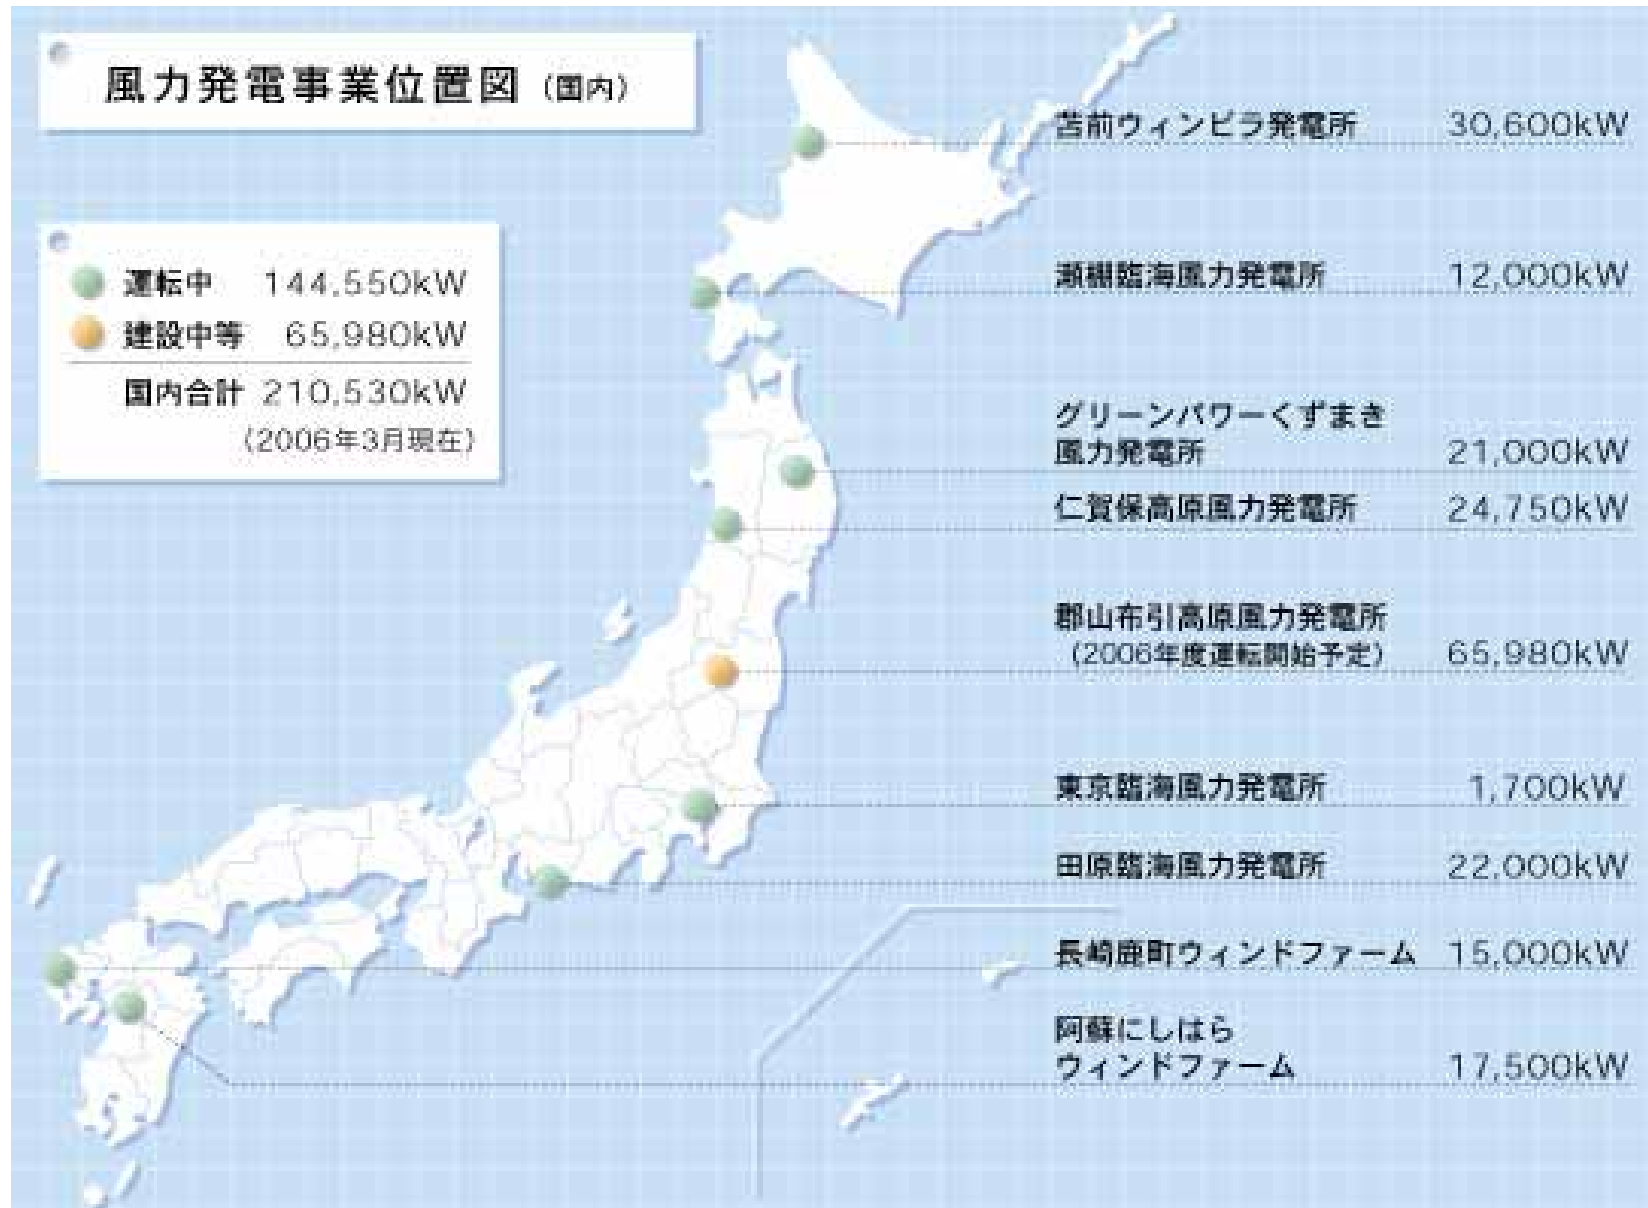 風力発電事業位置図（国内）
運転中 144,550kW
建設中等 65,980kW
国内合計 210,530kW
（2006年3月現在）
苫前ウィンビラ発電所 30,600kW
瀬棚臨海風力発電所 12,000kW
グリーンパワーくずまき
風力発電所 21,000kW
仁賀保高原風力発電所 24,750kW
郡山布引高原風力発電所
（2006年度運転開始予定） 65,980kW
東京臨海風力発電所 1,700kW
田原臨海風力発電所 22,000kW
長崎鹿町ウィンドファーム 15,000kW
阿蘇にしはら
ウィンドファーム 17,500kW